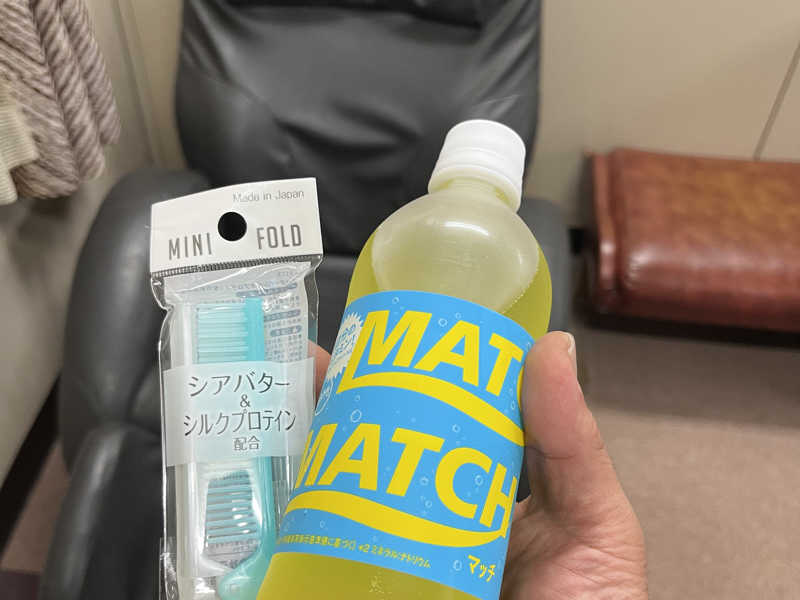 Made in Japan
MINI FOLD
シアバター
&
シルクプロテイン
配合
MATC
MATCH
マッチ